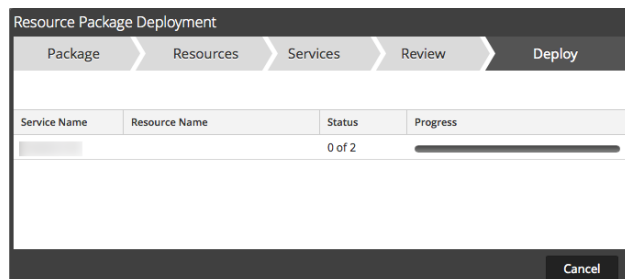 Resource Package Deployment
Package Resources Services Review Deploy
Service Name Resource Name Status Progress
0 of 2
Cancel